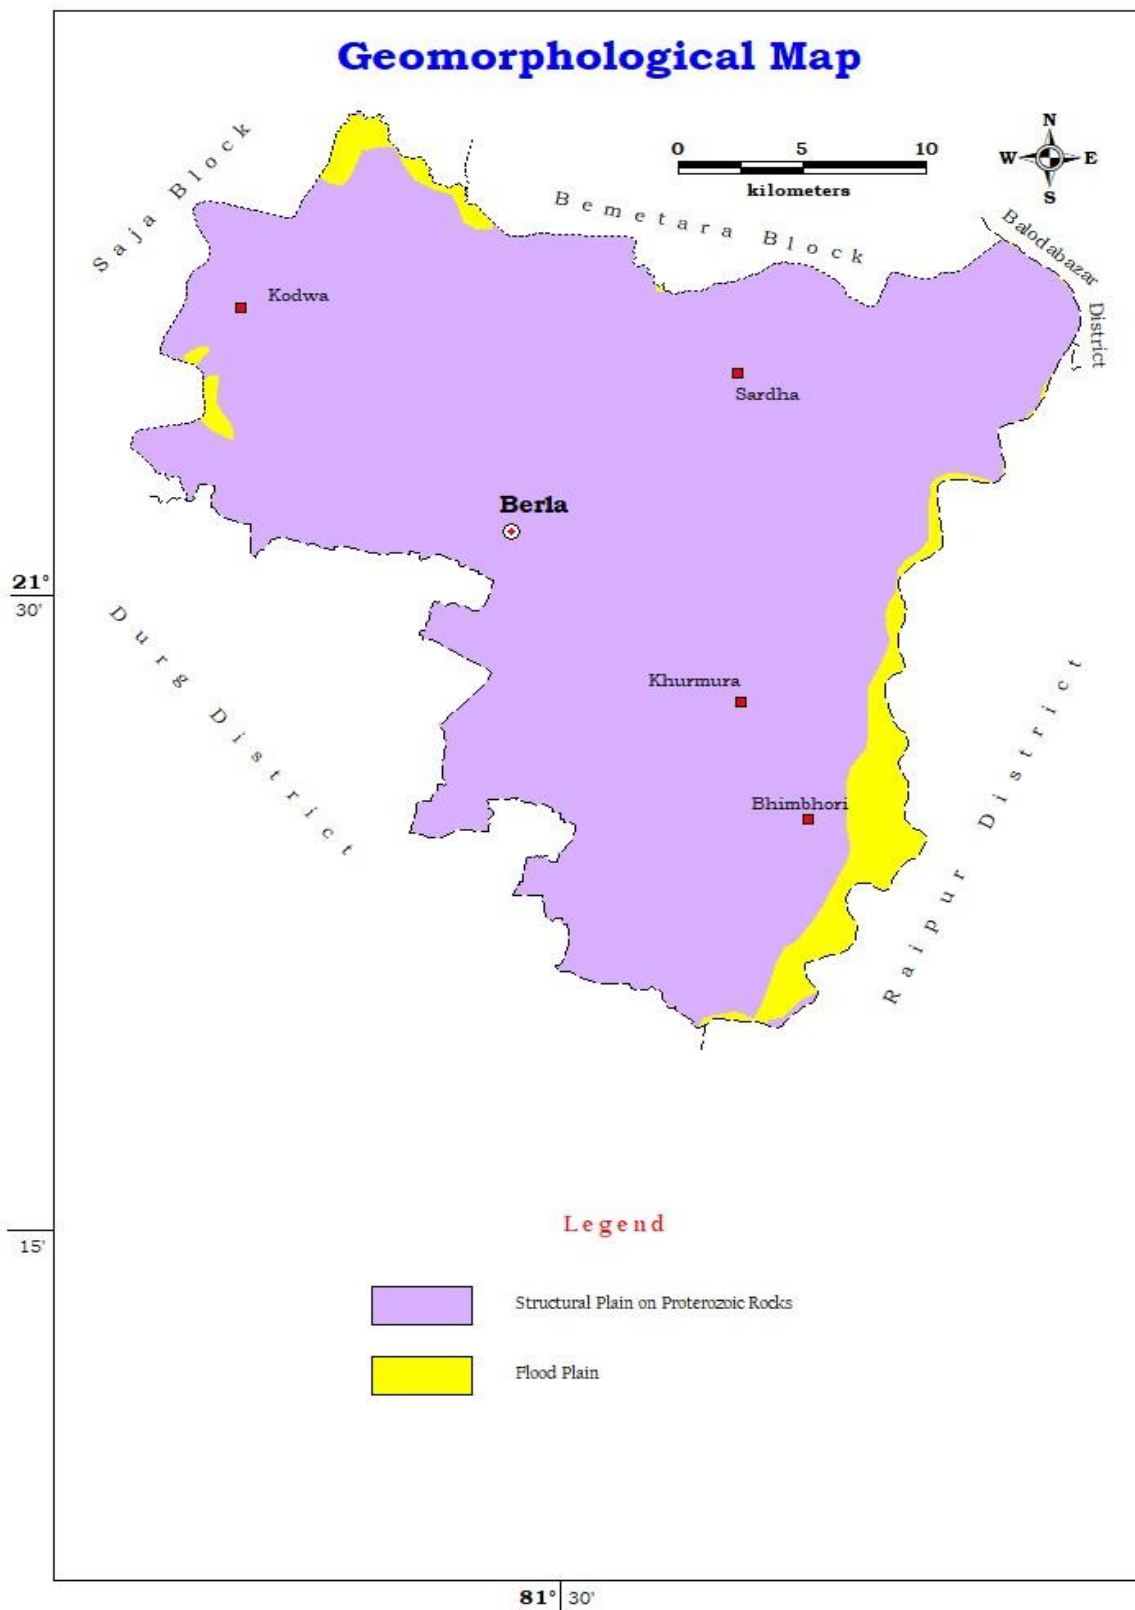 Geomorphological Map
N
W E
S
0 5 10
kilometers
Saja Block
Bemetara Block
Balodabazar
District
Kodwa
Sardha
Berla
21°
30'
Durg District
Khurmura
Raipur District
Bhimbhori
Legend
15'
Structural Plain on Proterozoic Rocks
Flood Plain
81° 30'